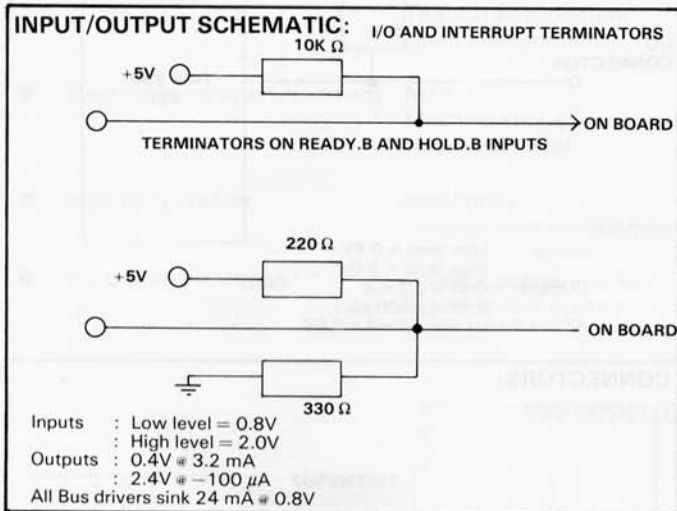 INPUT/OUTPUT SCHEMATIC: I/O AND INTERRUPT TERMINATORS
10K Ω
+5V
ON BOARD
TERMINATORS ON READY.B AND HOLD.B INPUTS
220 Ω
+5V
ON BOARD
330 Ω
Inputs : Low level = 0.8V
: High level = 2.0V
Outputs : 0.4V @ 3.2 mA
: 2.4V @ −100 μA
All Bus drivers sink 24 mA @ 0.8V